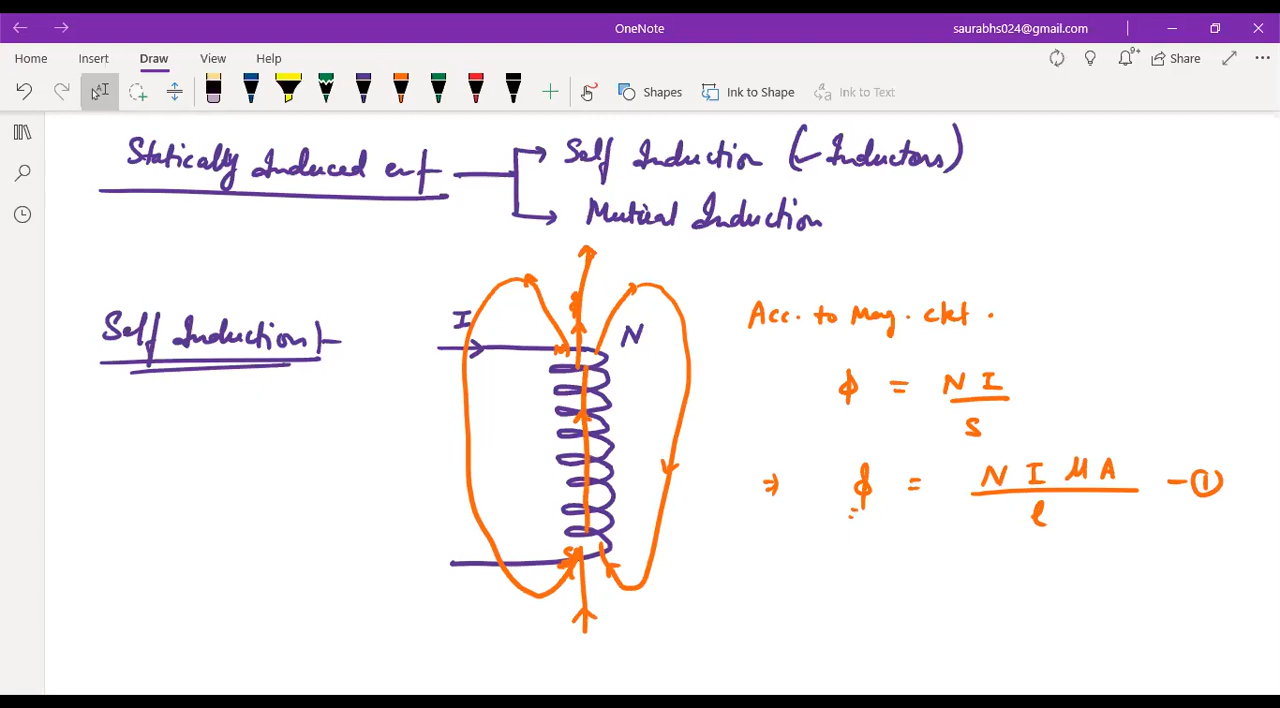 OneNote
saurabhs024@gmail.com
Home Insert Draw View Help
Share
Shapes Ink to Shape Ink to Text
Statically Induced emf
Self Induction (Inductors)
Mutual Induction
Self Induction :-
I
N
N
S
ϕ
Acc. to Mag. ckt.
ϕ = NI / S
⇒ ϕ = N I μ A / l - ①